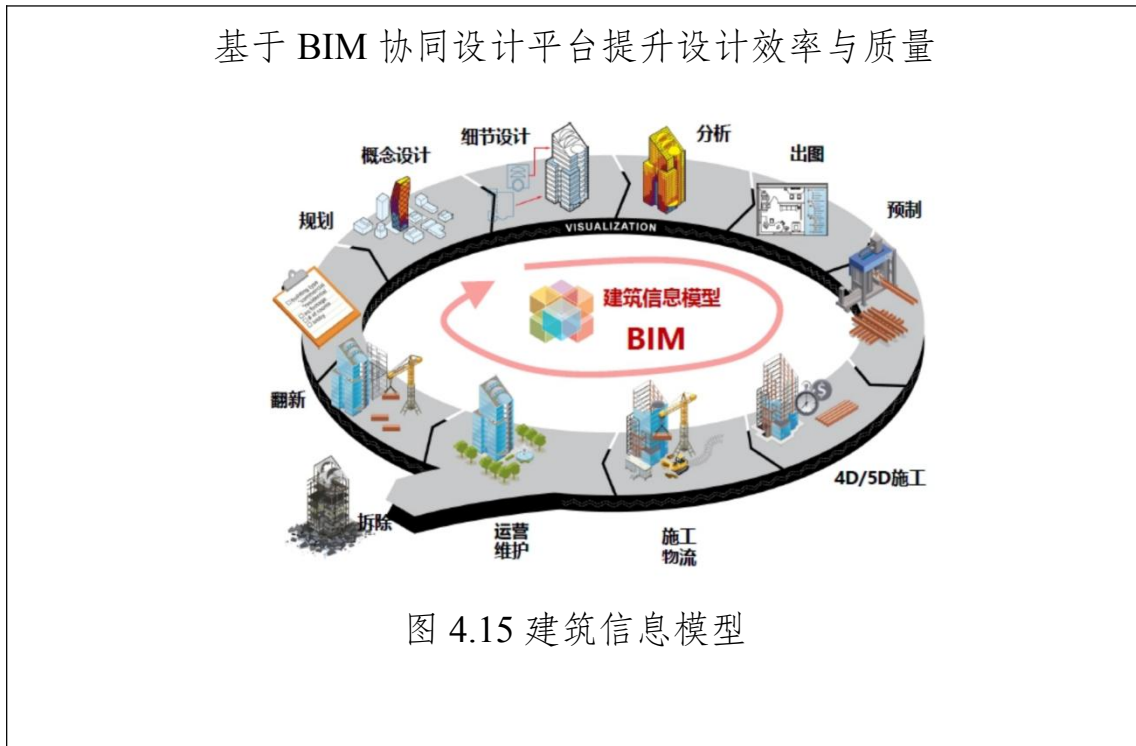 基于 BIM 协同设计平台提升设计效率与质量
细节设计
分析
概念设计
出图
规划
预制
VISUALIZATION
建筑信息模型
BIM
翻新
4D/5D施工
拆除
运营
维护
施工
物流
图 4.15 建筑信息模型